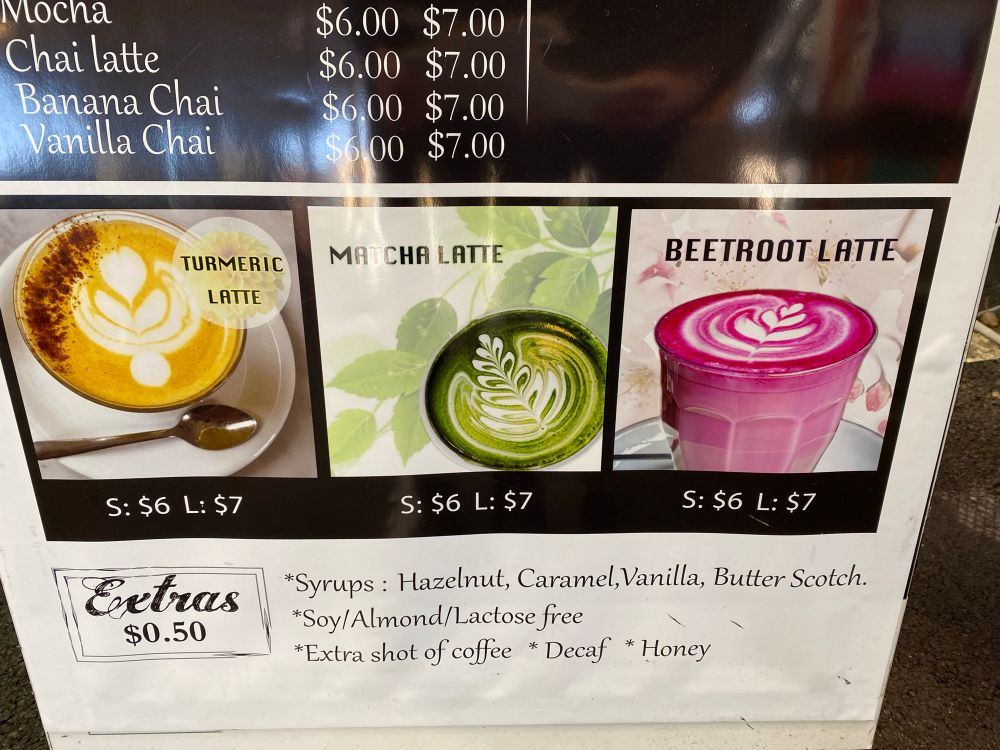 Mocha $6.00 $7.00
Chai latte $6.00 $7.00
Banana Chai $6.00 $7.00
Vanilla Chai $6.00 $7.00
TURMERIC
LATTE
MATCHA LATTE
BEETROOT LATTE
S: $6 L: $7
S: $6 L: $7
S: $6 L: $7
Extras
$0.50
*Syrups : Hazelnut, Caramel,Vanilla, Butter Scotch.
*Soy/Almond/Lactose free
*Extra shot of coffee * Decaf * Honey